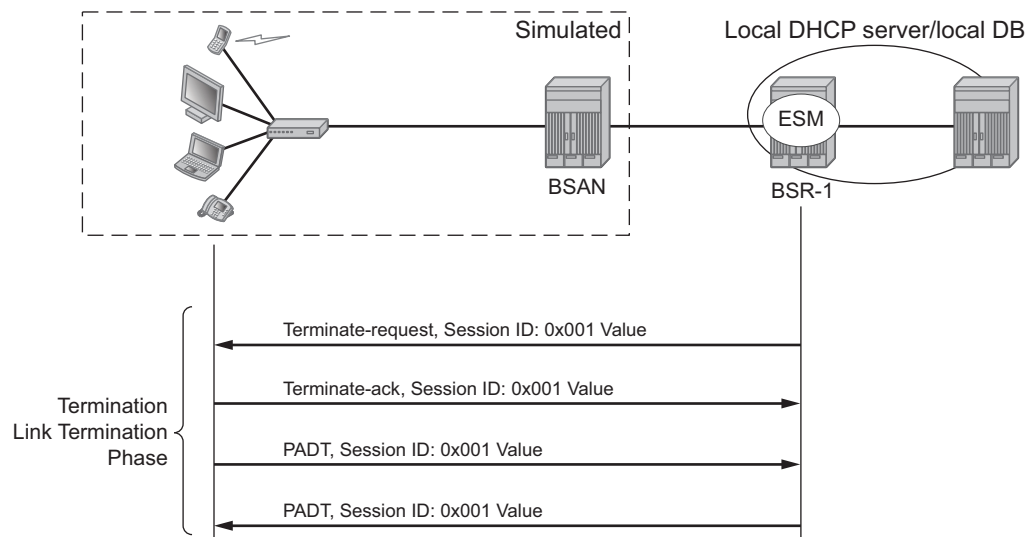 Simulated
Local DHCP server/local DB
ESM
BSAN
BSR-1
Terminate-request, Session ID: 0x001 Value
Terminate-ack, Session ID: 0x001 Value
Termination
Link Termination
Phase
PADT, Session ID: 0x001 Value
PADT, Session ID: 0x001 Value